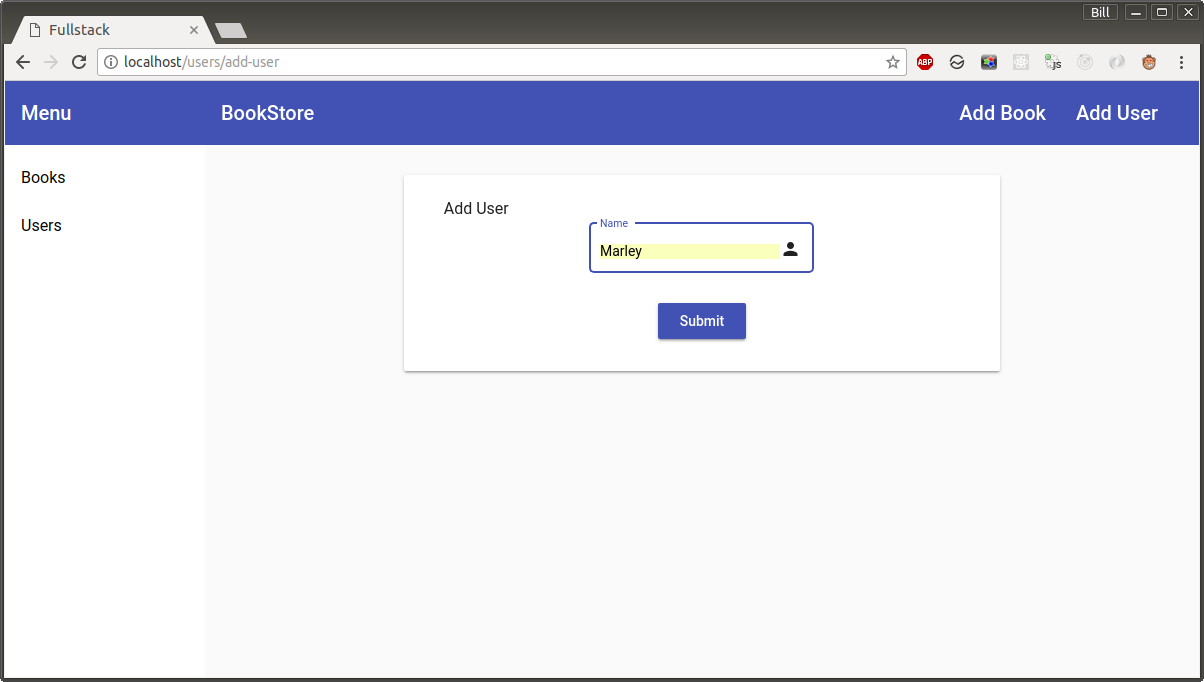 Bill
Fullstack
localhost/users/add-user
ABP
js
Menu
BookStore
Add Book
Add User
Books
Users
Add User
Name
Marley
Submit